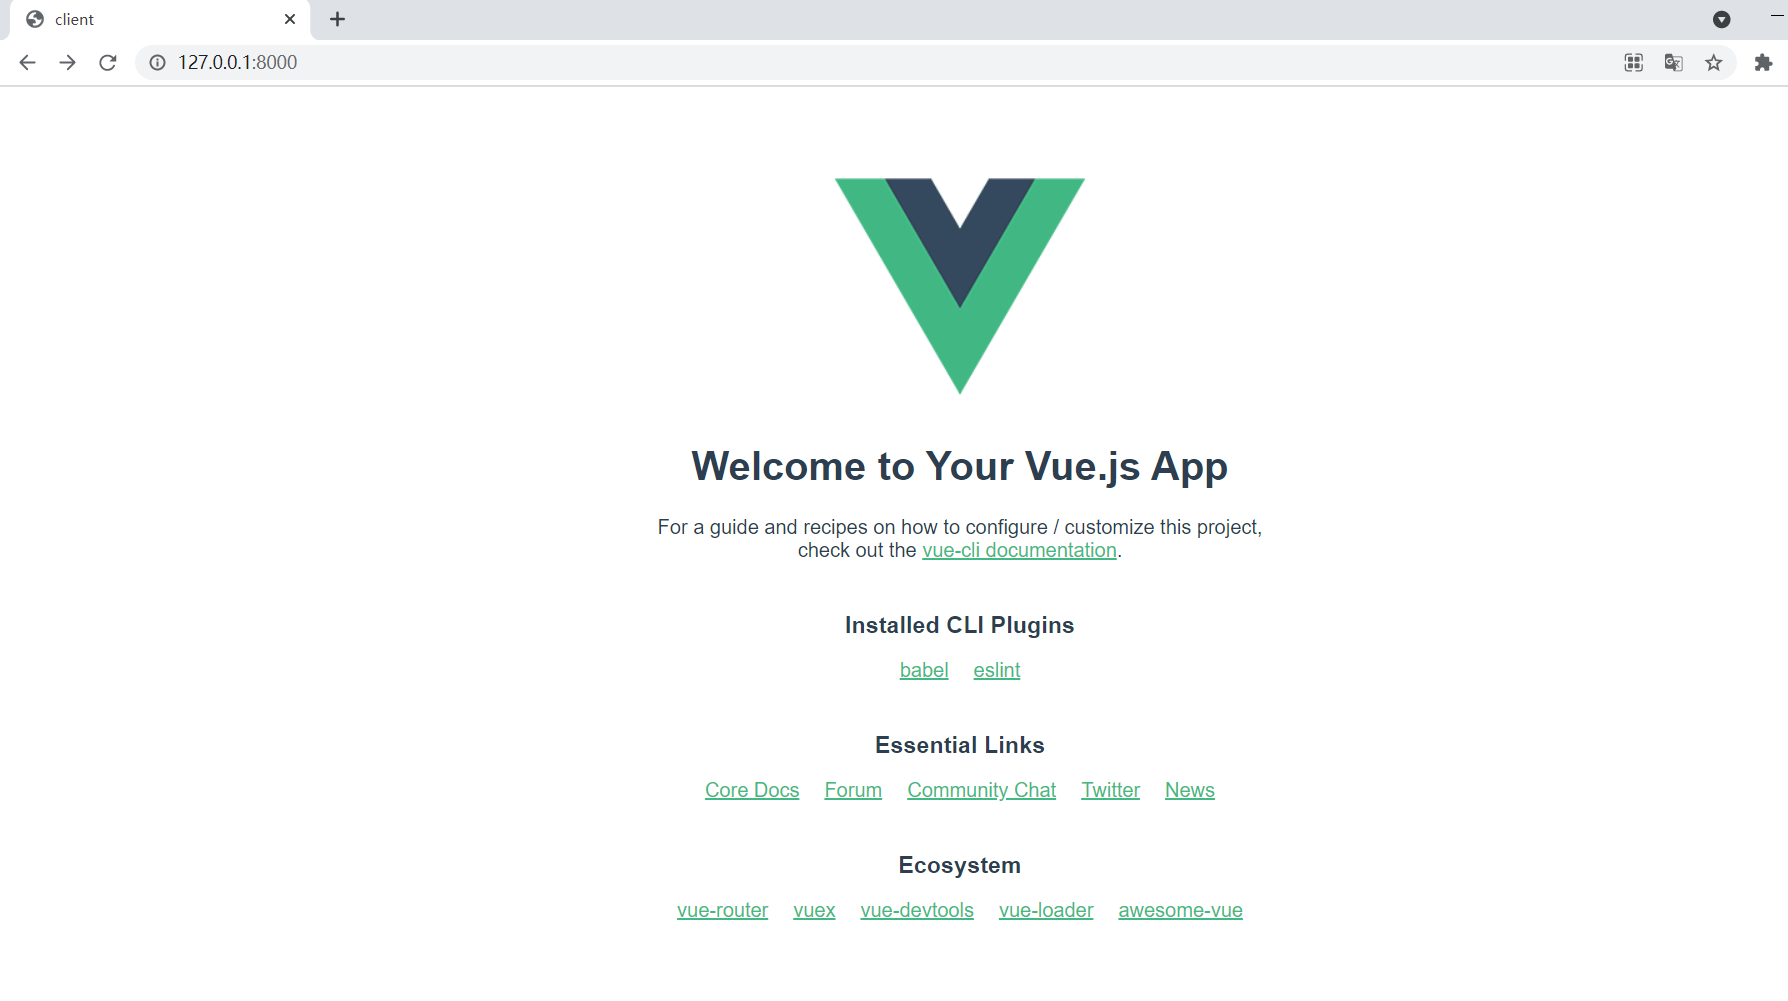 client
127.0.0.1:8000
Welcome to Your Vue.js App
For a guide and recipes on how to configure / customize this project,
check out the vue-cli documentation.
Installed CLI Plugins
babel eslint
Essential Links
Core Docs Forum Community Chat Twitter News
Ecosystem
vue-router vuex vue-devtools vue-loader awesome-vue